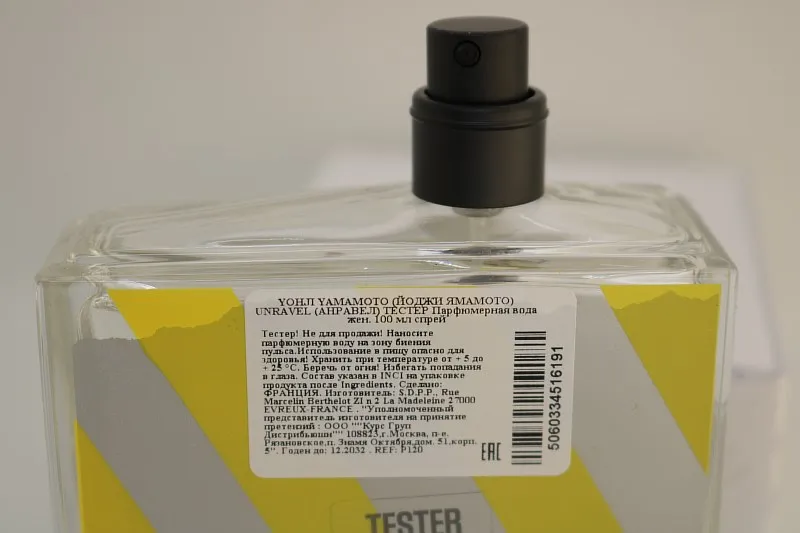 YOHJI YAMAMOTO (ЙОДЖИ ЯМАМОТО)
UNRAVEL (АНРАВЕЛ) ТЕСТЕР Парфюмерная вода
жен. 100 мл спрей
Тестер! Не для продажи! Наносите
парфюмерную воду на зону биения
пульса.Использование в пищу опасно для
здоровья! Хранить при температуре от + 5 до
+ 25 °C. Беречь от огня! Избегать попадания
в глаза. Состав указан в INCI на упаковке
продукта после Ingredients. Сделано:
ФРАНЦИЯ. Изготовитель: S.D.P.P., Rue
Marcelin Berthelot ZI n 2 La Madeleine 27000
EVREUX-FRANCE . "Уполномоченный
представитель изготовителя на принятие
претензий : ООО ""Курс Груп
Дистрибьюшн"" 108823,г.Москва, п-е.
Рязановское,п. Знамя Октября,дом. 51,корп.
5". Годен до: 12.2032 . REF: P120
EAC
5060334516191
TESTER